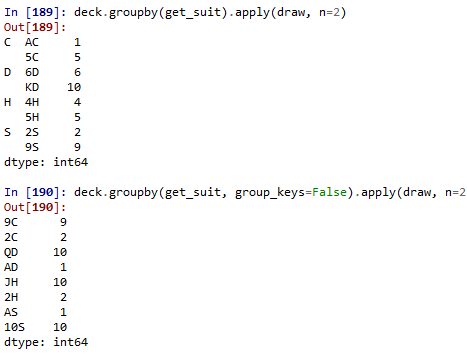 In [189]: deck.groupby(get_suit).apply(draw, n=2)
Out[189]:
C  AC     1
   5C     5
D  6D     6
   KD    10
H  4H     4
   5H     5
S  2S     2
   9S     9
dtype: int64
In [190]: deck.groupby(get_suit, group_keys=False).apply(draw, n=2
Out[190]:
9C      9
2C      2
QD     10
AD      1
JH     10
2H      2
AS      1
10S    10
dtype: int64